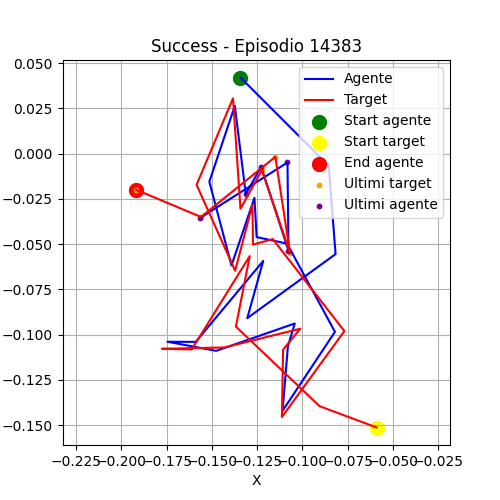 Success - Episodio 14383
0.050
0.025
0.000
−0.025
−0.050
−0.075
−0.100
−0.125
−0.150
Agente
Target
Start agente
Start target
End agente
Ultimi target
Ultimi agente
−0.225 −0.200 −0.175 −0.150 −0.125 −0.100 −0.075 −0.050 −0.025
X